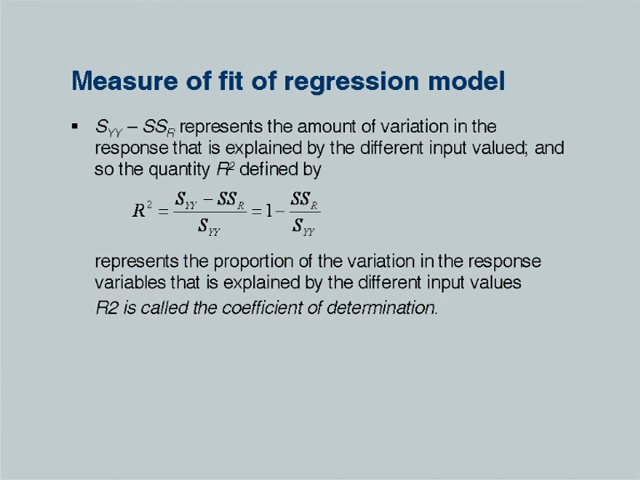 Measure of fit of regression model
▪ S_YY – SS_R represents the amount of variation in the
response that is explained by the different input valued; and
so the quantity R² defined by
R² = (S_YY − SS_R) / S_YY = 1 − SS_R / S_YY
represents the proportion of the variation in the response
variables that is explained by the different input values
R2 is called the coefficient of determination.